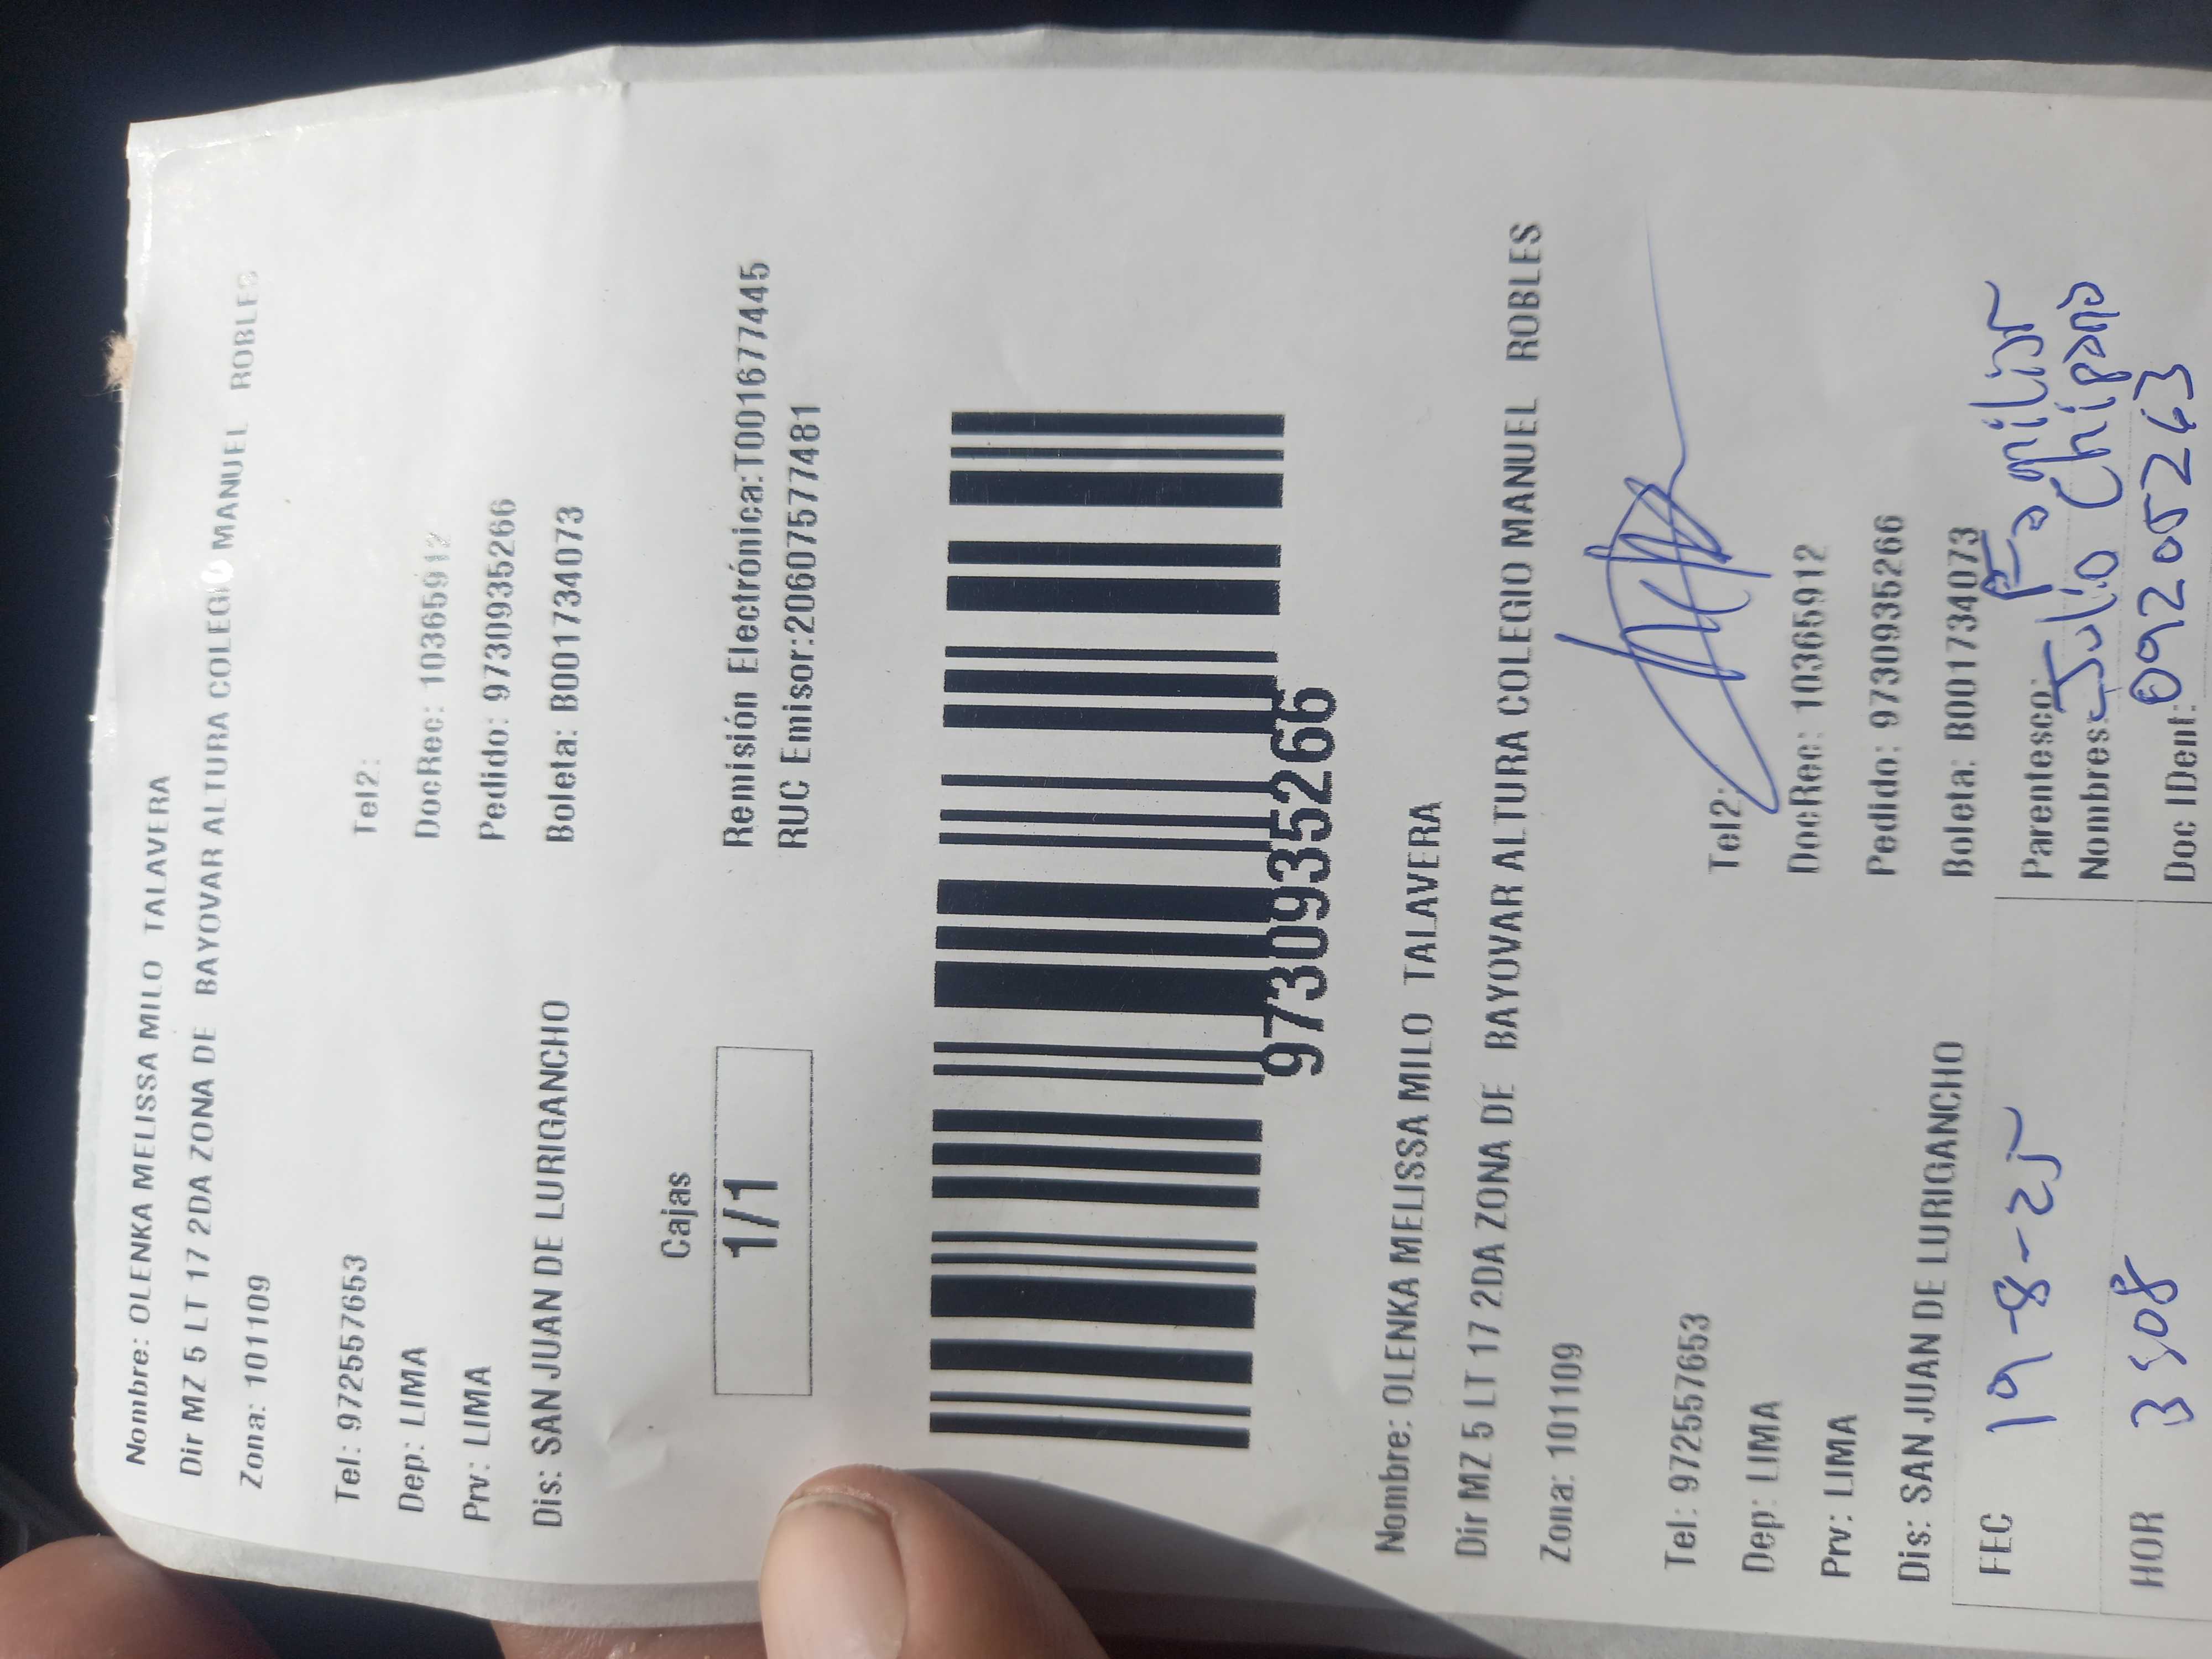 Nombre: OLENKA MELISSA MILO TALAVERA
Dir MZ 5 LT 17 2DA ZONA DE BAYOVAR ALTURA COLEGIO MANUEL ROBLES
Zona: 101109
Tel: 972557653 Tel2:
Dep: LIMA DocRec: 10365912
Prv: LIMA Pedido: 9730935266
Dis: SAN JUAN DE LURIGANCHO Boleta: B001734073
Cajas
1/1
Remisión Electrónica:T001677445
RUC Emisor:20607577481
9730935266
Nombre: OLENKA MELISSA MILO TALAVERA
Dir MZ 5 LT 17 2DA ZONA DE BAYOVAR ALTURA COLEGIO MANUEL ROBLES
Zona: 101109
Tel: 972557653 Tel2:
Dep: LIMA DocRec: 10365912
Prv: LIMA Pedido: 9730935266
Dis: SAN JUAN DE LURIGANCHO Boleta: B001734073
FEC 19-8-25 Parentesco: Familiar
Nombres: Julio Chipana
HOR 3:08 Doc IDent: 09205263